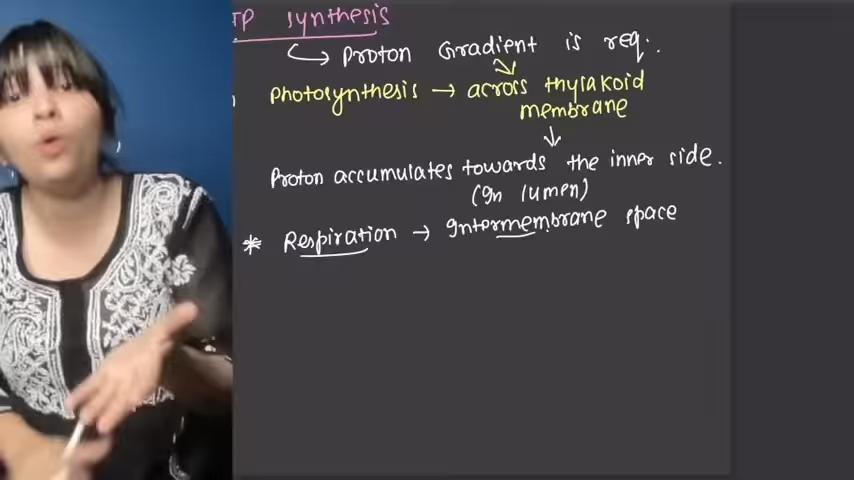 TP synthesis
↳ Proton Gradient is req.
Photosynthesis → across thylakoid
membrane
Proton accumulates towards the inner side.
(In lumen)
* Respiration → Intermembrane space